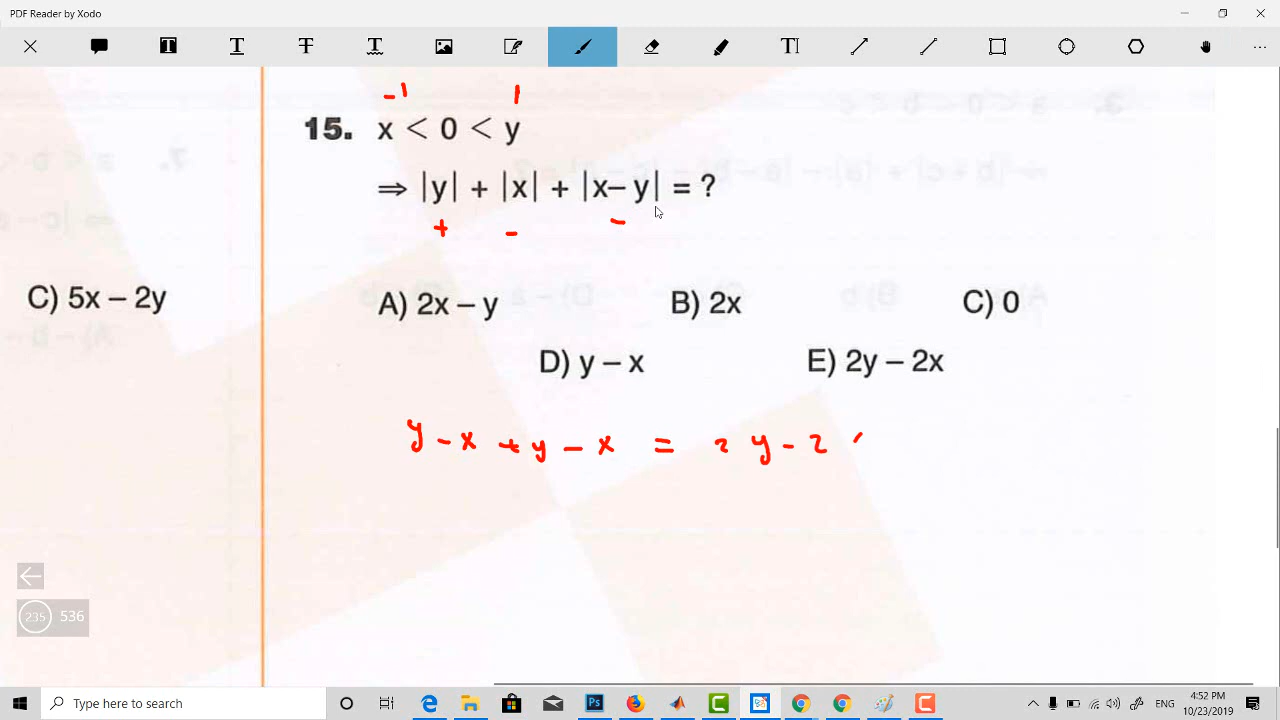 PDF Reader by Xodo
-1 1
15. x < 0 < y
⇒ |y| + |x| + |x– y| = ?
+ - -
C) 5x – 2y
A) 2x – y B) 2x C) 0
D) y – x E) 2y – 2x
y - x + y - x = 2y - 2
235 536
Type here to search
4:52 PM
10/23/2019